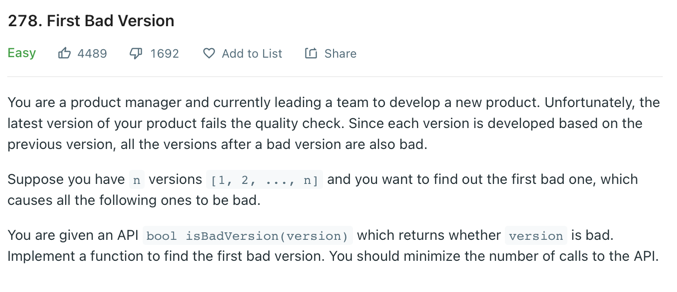 278. First Bad Version
Easy 4489 1692 Add to List Share
You are a product manager and currently leading a team to develop a new product. Unfortunately, the
latest version of your product fails the quality check. Since each version is developed based on the
previous version, all the versions after a bad version are also bad.
Suppose you have n versions [1, 2, ..., n] and you want to find out the first bad one, which
causes all the following ones to be bad.
You are given an API bool isBadVersion(version) which returns whether version is bad.
Implement a function to find the first bad version. You should minimize the number of calls to the API.